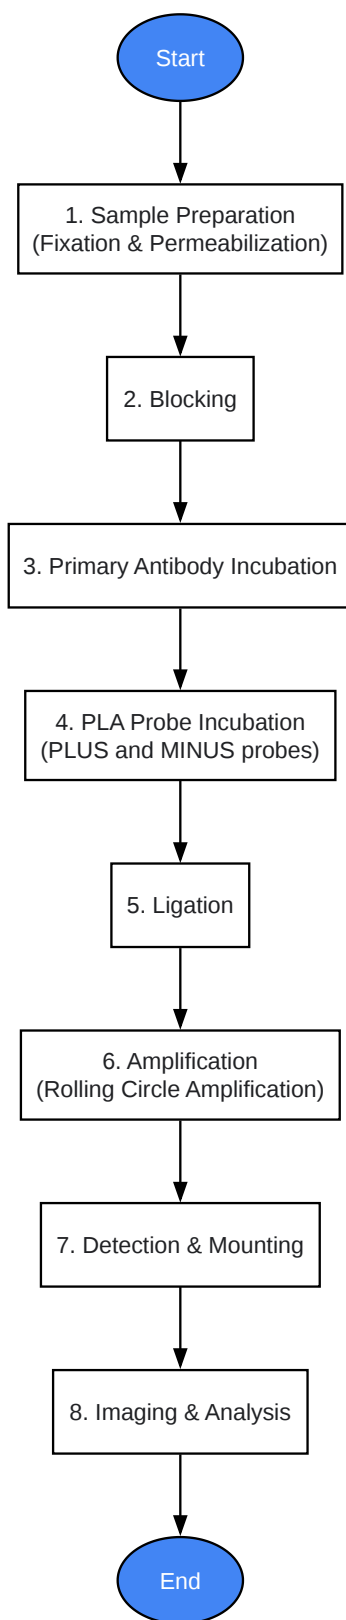 Start
1. Sample Preparation
(Fixation & Permeabilization)
2. Blocking
3. Primary Antibody Incubation
4. PLA Probe Incubation
(PLUS and MINUS probes)
5. Ligation
6. Amplification
(Rolling Circle Amplification)
7. Detection & Mounting
8. Imaging & Analysis
End